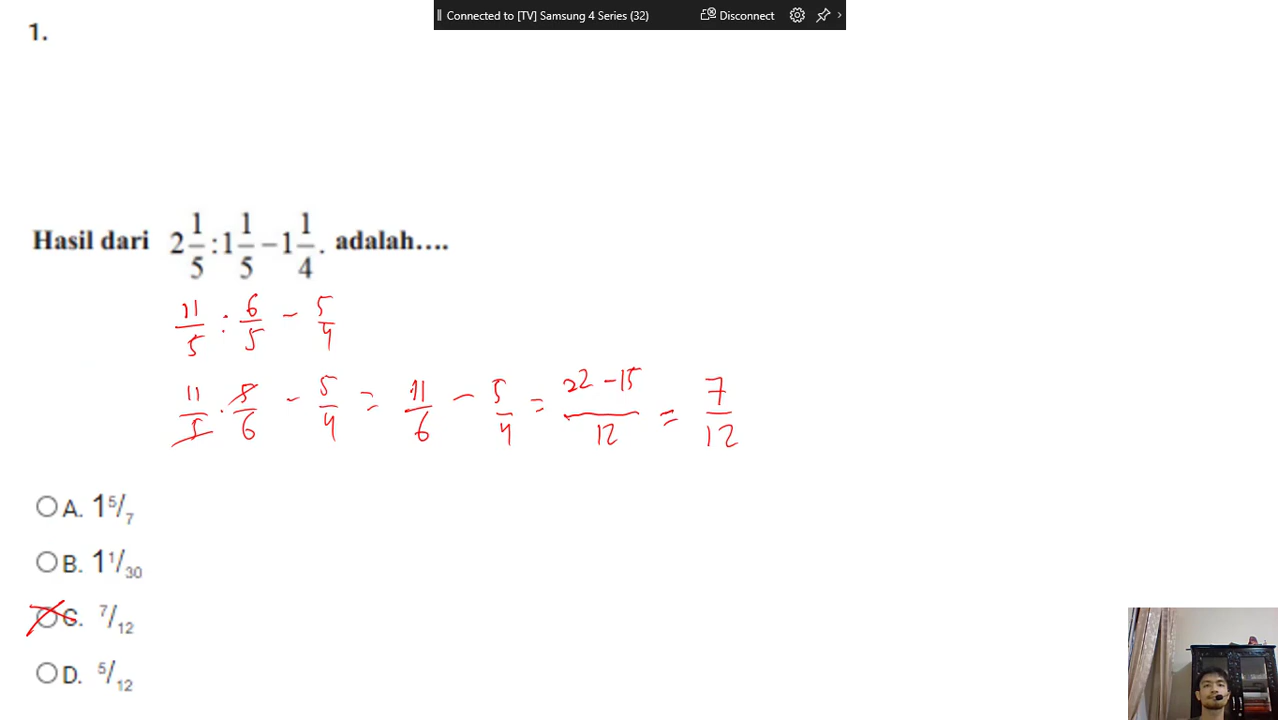 Connected to [TV] Samsung 4 Series (32) Disconnect
1.
Hasil dari 2 1/5 : 1 1/5 − 1 1/4 . adalah....
11/5 : 6/5 − 5/4
11/5 . 5/6 − 5/4 = 11/6 − 5/4 = 22 − 15/12 = 7/12
A. 1 5/7
B. 1 1/30
C. 7/12
D. 5/12